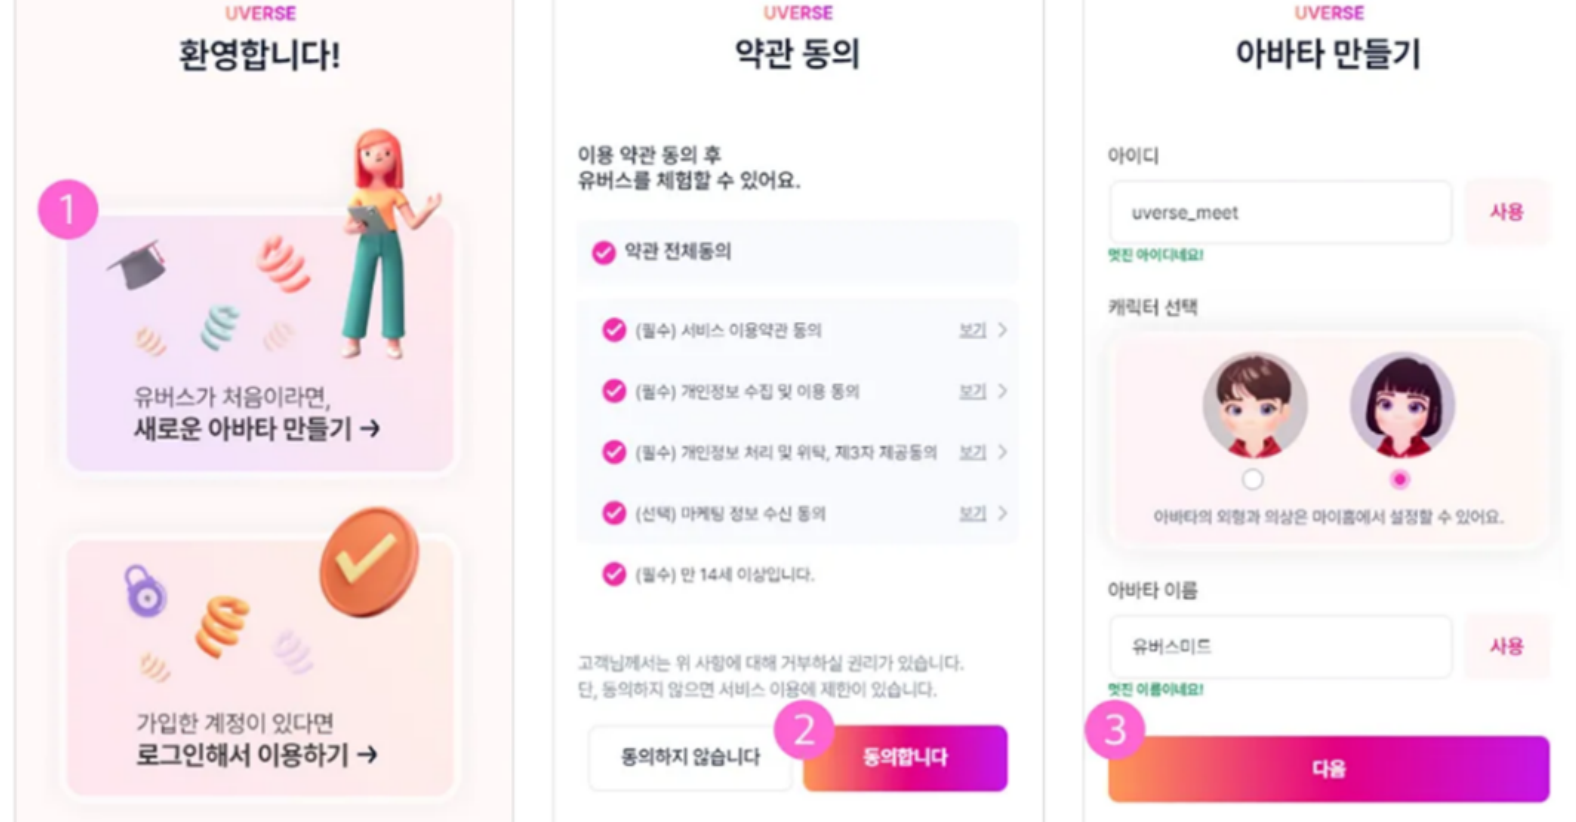 UVERSE
환영합니다!
1
유버스가 처음이라면,
새로운 아바타 만들기 →
가입한 계정이 있다면
로그인해서 이용하기 →
UVERSE
약관 동의
이용 약관 동의 후
유버스를 체험할 수 있어요.
약관 전체동의
(필수) 서비스 이용약관 동의 보기 >
(필수) 개인정보 수집 및 이용 동의 보기 >
(필수) 개인정보 처리 및 위탁, 제3자 제공동의 보기 >
(선택) 마케팅 정보 수신 동의 보기 >
(필수) 만 14세 이상입니다.
고객님께서는 위 사항에 대해 거부하실 권리가 있습니다.
단, 동의하지 않으면 서비스 이용에 제한이 있습니다.
2
동의하지 않습니다 동의합니다
UVERSE
아바타 만들기
아이디
uverse_meet 사용
멋진 아이디네요!
캐릭터 선택
아바타의 외형과 의상은 마이홈에서 설정할 수 있어요.
아바타 이름
유버스미트 사용
멋진 이름이네요!
3
다음